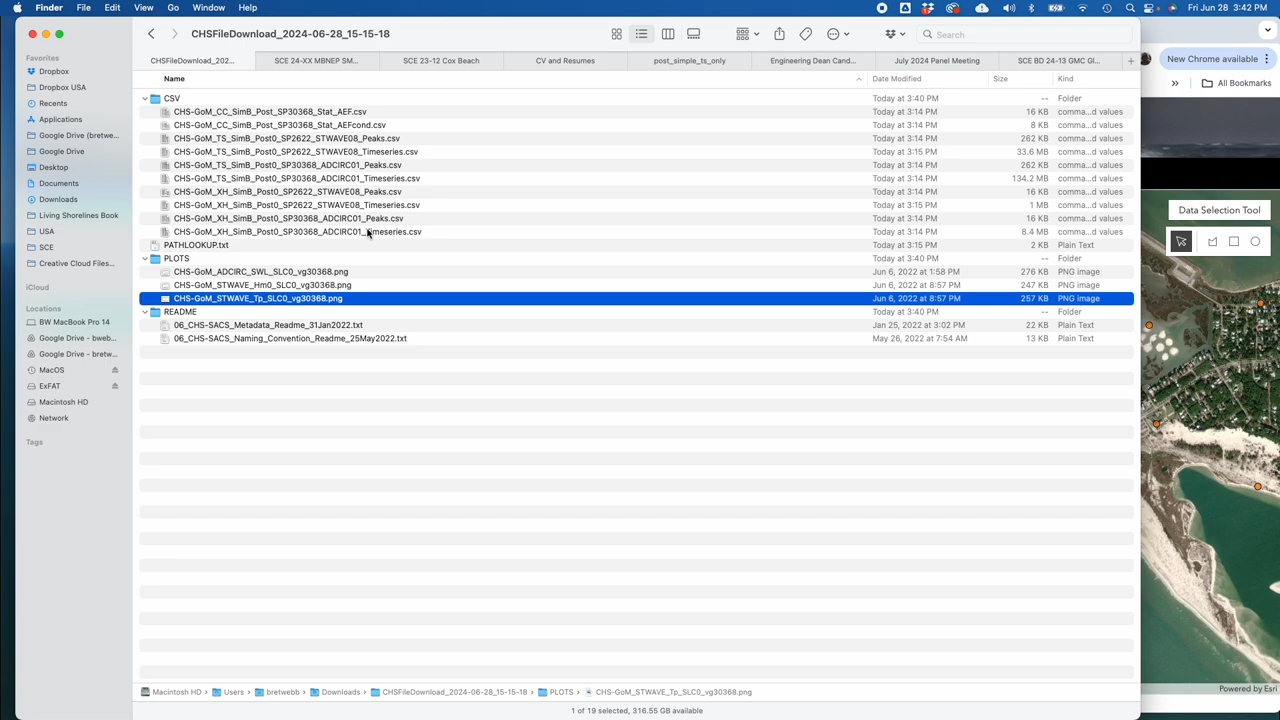 Finder File Edit View Go Window Help Fri Jun 28 3:42 PM
CHSFileDownload_2024-06-28_15-15-18
Search
CHSFileDownload_202... SCE 24-XX MBNEP SM... SCE 23-12 Cox Beach CV and Resumes post_simple_ts_only Engineering Dean Cand... July 2024 Panel Meeting SCE BD 24-13 GMC Gl...
Name Date Modified Size Kind
CSV Today at 3:40 PM -- Folder
CHS-GoM_CC_SimB_Post_SP30368_Stat_AEF.csv Today at 3:14 PM 16 KB comma...d values
CHS-GoM_CC_SimB_Post_SP30368_Stat_AEFcond.csv Today at 3:14 PM 8 KB comma...d values
CHS-GoM_TS_SimB_Post0_SP2622_STWAVE08_Peaks.csv Today at 3:14 PM 262 KB comma...d values
CHS-GoM_TS_SimB_Post0_SP2622_STWAVE08_Timeseries.csv Today at 3:15 PM 33.6 MB comma...d values
CHS-GoM_TS_SimB_Post0_SP30368_ADCIRC01_Peaks.csv Today at 3:14 PM 262 KB comma...d values
CHS-GoM_TS_SimB_Post0_SP30368_ADCIRC01_Timeseries.csv Today at 3:14 PM 134.2 MB comma...d values
CHS-GoM_XH_SimB_Post0_SP2622_STWAVE08_Peaks.csv Today at 3:14 PM 16 KB comma...d values
CHS-GoM_XH_SimB_Post0_SP2622_STWAVE08_Timeseries.csv Today at 3:15 PM 1 MB comma...d values
CHS-GoM_XH_SimB_Post0_SP30368_ADCIRC01_Peaks.csv Today at 3:14 PM 16 KB comma...d values
CHS-GoM_XH_SimB_Post0_SP30368_ADCIRC01_Timeseries.csv Today at 3:14 PM 8.4 MB comma...d values
PATHLOOKUP.txt Today at 3:15 PM 2 KB Plain Text
PLOTS Today at 3:40 PM -- Folder
CHS-GoM_ADCIRC_SWL_SLC0_vg30368.png Jun 6, 2022 at 1:58 PM 276 KB PNG image
CHS-GoM_STWAVE_Hm0_SLC0_vg30368.png Jun 6, 2022 at 8:57 PM 247 KB PNG image
CHS-GoM_STWAVE_Tp_SLC0_vg30368.png Jun 6, 2022 at 8:57 PM 257 KB PNG image
README Today at 3:40 PM -- Folder
06_CHS-SACS_Metadata_Readme_31Jan2022.txt Jan 25, 2022 at 3:02 PM 22 KB Plain Text
06_CHS-SACS_Naming_Convention_Readme_25May2022.txt May 26, 2022 at 7:54 AM 13 KB Plain Text
Favorites
Dropbox
Dropbox USA
Recents
Applications
Google Drive (bretwe...
Google Drive
Desktop
Documents
Downloads
Living Shorelines Book
USA
SCE
Creative Cloud Files...
iCloud
Locations
BW MacBook Pro 14
Google Drive - bweb...
Google Drive - bretw...
MacOS
ExFAT
Macintosh HD
Network
Tags
Macintosh HD › Users › bretwebb › Downloads › CHSFileDownload_2024-06-28_15-15-18 › PLOTS › CHS-GoM_STWAVE_Tp_SLC0_vg30368.png
1 of 19 selected, 316.55 GB available
New Chrome available
» All Bookmarks
Data Selection Tool
Powered by Esri